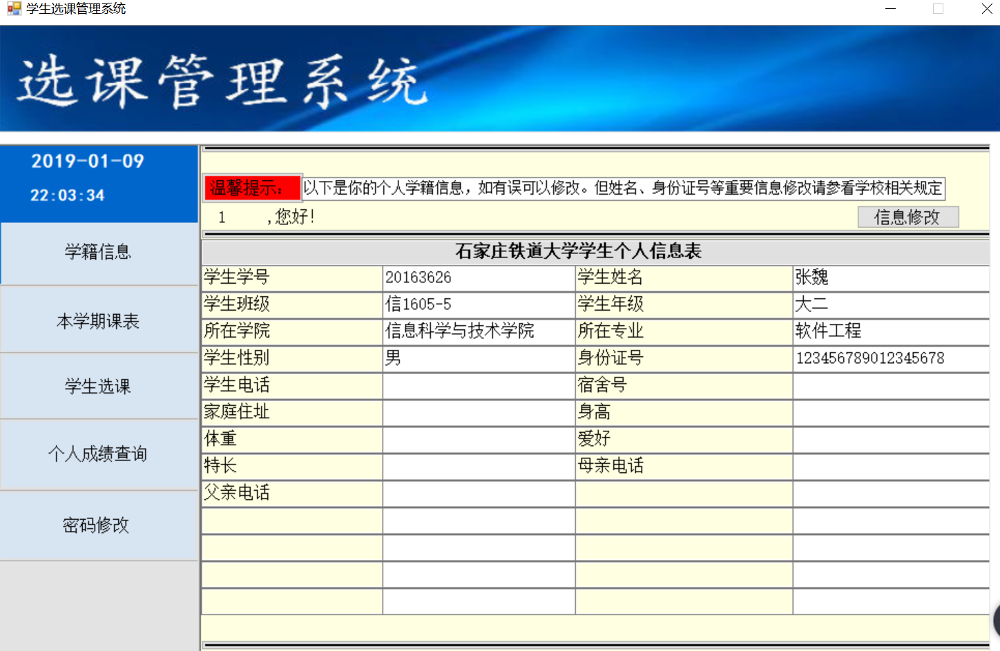 学生选课管理系统
选课管理系统
2019-01-09
22:03:34
学籍信息
本学期课表
学生选课
个人成绩查询
密码修改
温馨提示： 以下是你的个人学籍信息，如有误可以修改。但姓名、身份证号等重要信息修改请参看学校相关规定
1 ,您好! 信息修改
石家庄铁道大学学生个人信息表
学生学号 20163626 学生姓名 张魏
学生班级 信1605-5 学生年级 大二
所在学院 信息科学与技术学院 所在专业 软件工程
学生性别 男 身份证号 123456789012345678
学生电话 宿舍号
家庭住址 身高
体重 爱好
特长 母亲电话
父亲电话